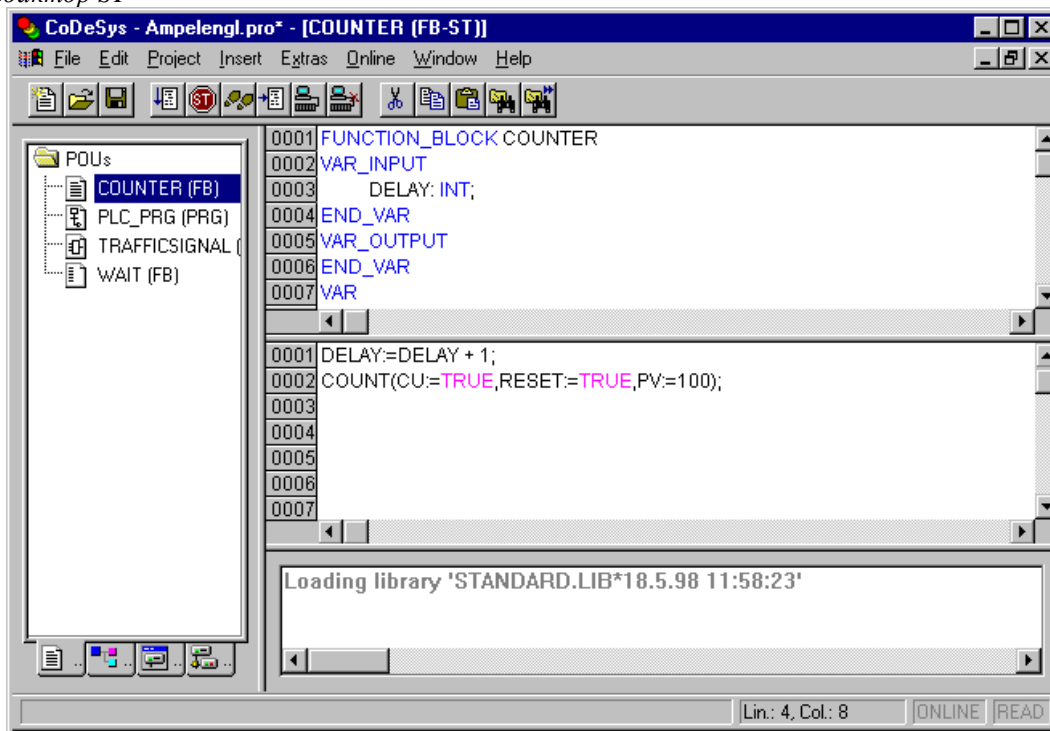 ST
CoDeSys - Ampelengl.pro* - [COUNTER (FB-ST)]
File Edit Project Insert Extras Online Window Help
POUs
COUNTER (FB)
PLC_PRG (PRG)
TRAFFICSIGNAL (
WAIT (FB)
0001 FUNCTION_BLOCK COUNTER
0002 VAR_INPUT
0003 DELAY: INT;
0004 END_VAR
0005 VAR_OUTPUT
0006 END_VAR
0007 VAR
0001 DELAY:=DELAY + 1;
0002 COUNT(CU:=TRUE,RESET:=TRUE,PV:=100);
0003
0004
0005
0006
0007
Loading library 'STANDARD.LIB*18.5.98 11:58:23'
.. .. .. ..
Lin.: 4, Col.: 8 ONLINE READ